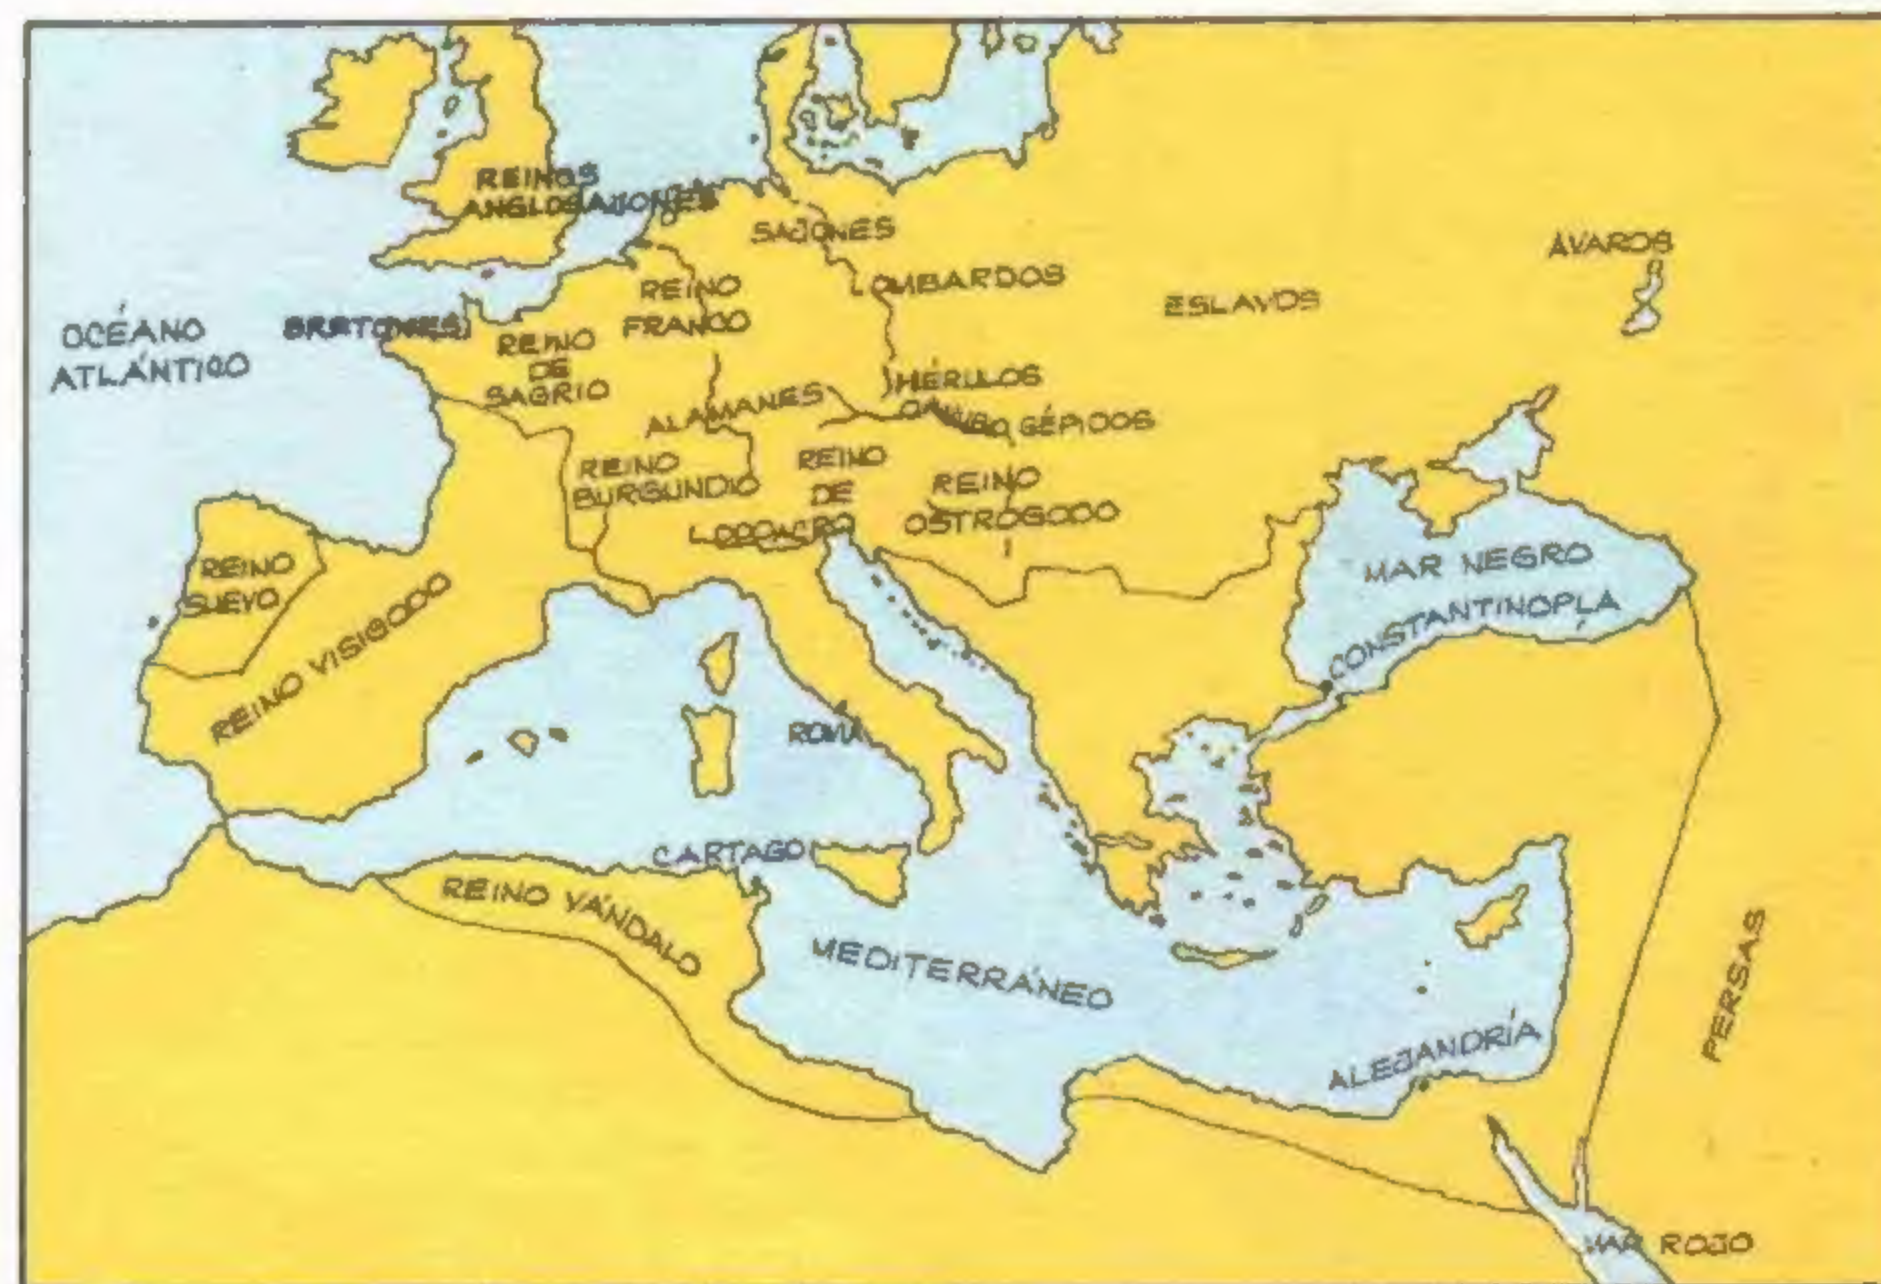 REINOS
ANGLOSAJONES
SAJONES
ÁVAROS
LOMBARDOS
REINO
FRANCO
ESLAVOS
OCÉANO
ATLÁNTICO
BRETONES
REINO
DE
SAGRIO
HÉRULOS
DANUBIO
GÉPIDOS
ALAMANES
REINO
BURGUNDIO
REINO
DE
REINO
OSTROGODO
REINO
SUEVO
REINO VISIGODO
MAR NEGRO
CONSTANTINOPLA
ROMA
CARTAGO
REINO VÁNDALO
MEDITERRÁNEO
ALEJANDRÍA
PERSAS
MAR ROJO